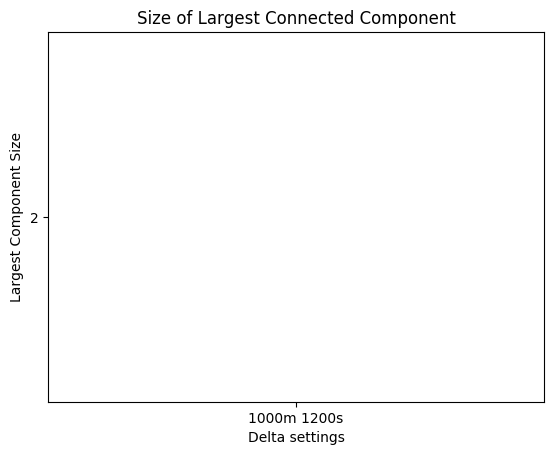 Size of Largest Connected Component
Largest Component Size
2
1000m 1200s
Delta settings